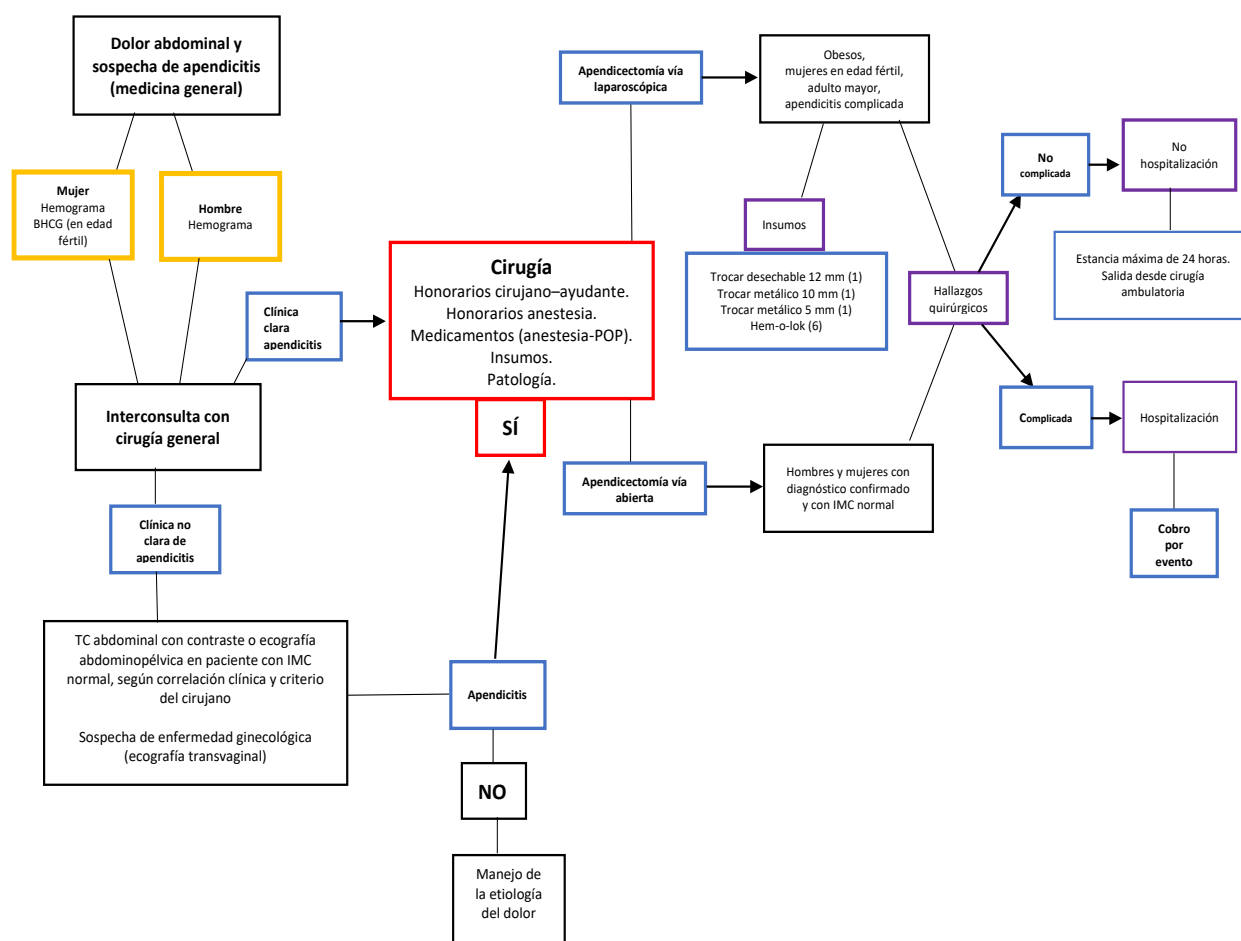 Dolor abdominal y
sospecha de apendicitis
(medicina general)
Mujer
Hemograma
BHCG (en edad
fértil)
Hombre
Hemograma
Interconsulta con
cirugía general
Clínica
clara
apendicitis
Clínica no
clara de
apendicitis
TC abdominal con contraste o ecografía
abdominopélvica en paciente con IMC
normal, según correlación clínica y criterio
del cirujano
Sospecha de enfermedad ginecológica
(ecografía transvaginal)
Apendicitis
NO
Manejo de
la etiología
del dolor
Cirugía
Honorarios cirujano–ayudante.
Honorarios anestesia.
Medicamentos (anestesia-POP).
Insumos.
Patología.
SÍ
Apendicectomía vía
laparoscópica
Obesos,
mujeres en edad fértil,
adulto mayor,
apendicitis complicada
Insumos
Trocar desechable 12 mm (1)
Trocar metálico 10 mm (1)
Trocar metálico 5 mm (1)
Hem-o-lok (6)
Apendicectomía vía
abierta
Hombres y mujeres con
diagnóstico confirmado
y con IMC normal
Hallazgos
quirúrgicos
No
complicada
No
hospitalización
Estancia máxima de 24 horas.
Salida desde cirugía
ambulatoria
Complicada
Hospitalización
Cobro
por
evento